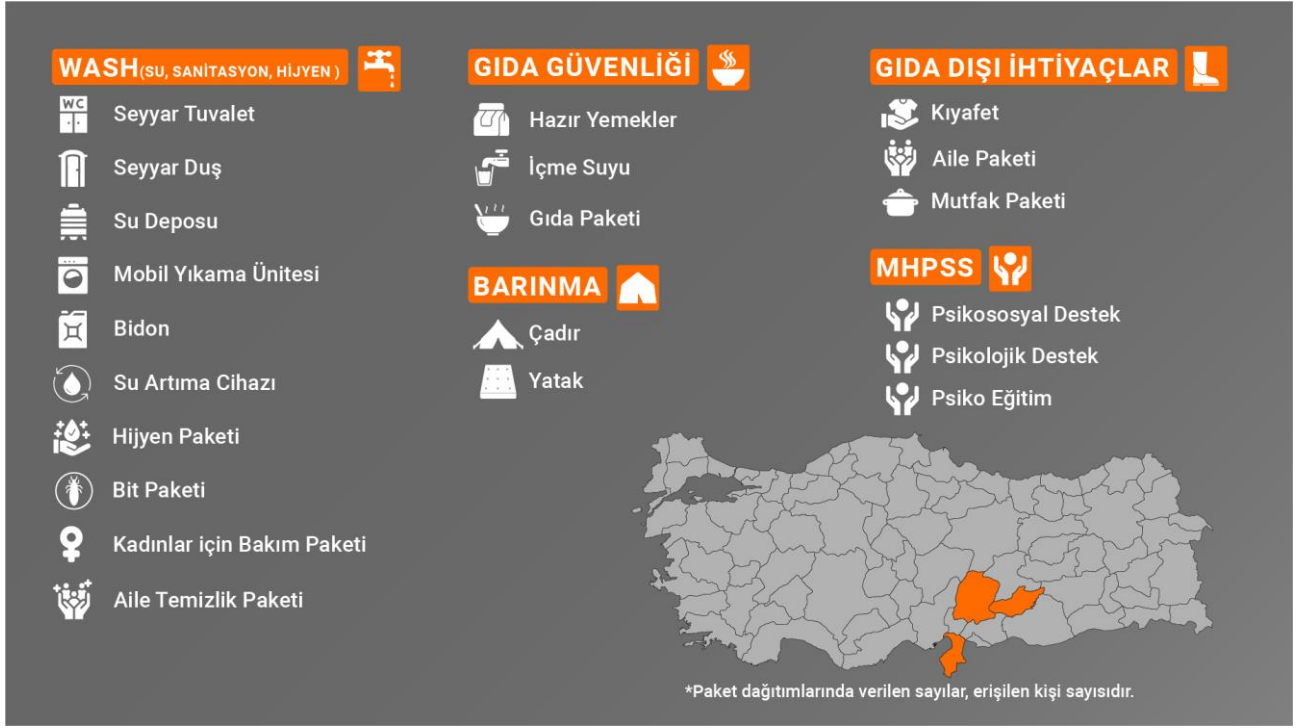 WASH(SU, SANİTASYON, HİJYEN )
WC
Seyyar Tuvalet
Seyyar Duş
Su Deposu
Mobil Yıkama Ünitesi
Bidon
Su Artıma Cihazı
Hijyen Paketi
Bit Paketi
Kadınlar için Bakım Paketi
Aile Temizlik Paketi
GIDA GÜVENLİĞİ
Hazır Yemekler
İçme Suyu
Gıda Paketi
BARINMA
Çadır
Yatak
GIDA DIŞI İHTİYAÇLAR
Kıyafet
Aile Paketi
Mutfak Paketi
MHPSS
Psikososyal Destek
Psikolojik Destek
Psiko Eğitim
*Paket dağıtımlarında verilen sayılar, erişilen kişi sayısıdır.